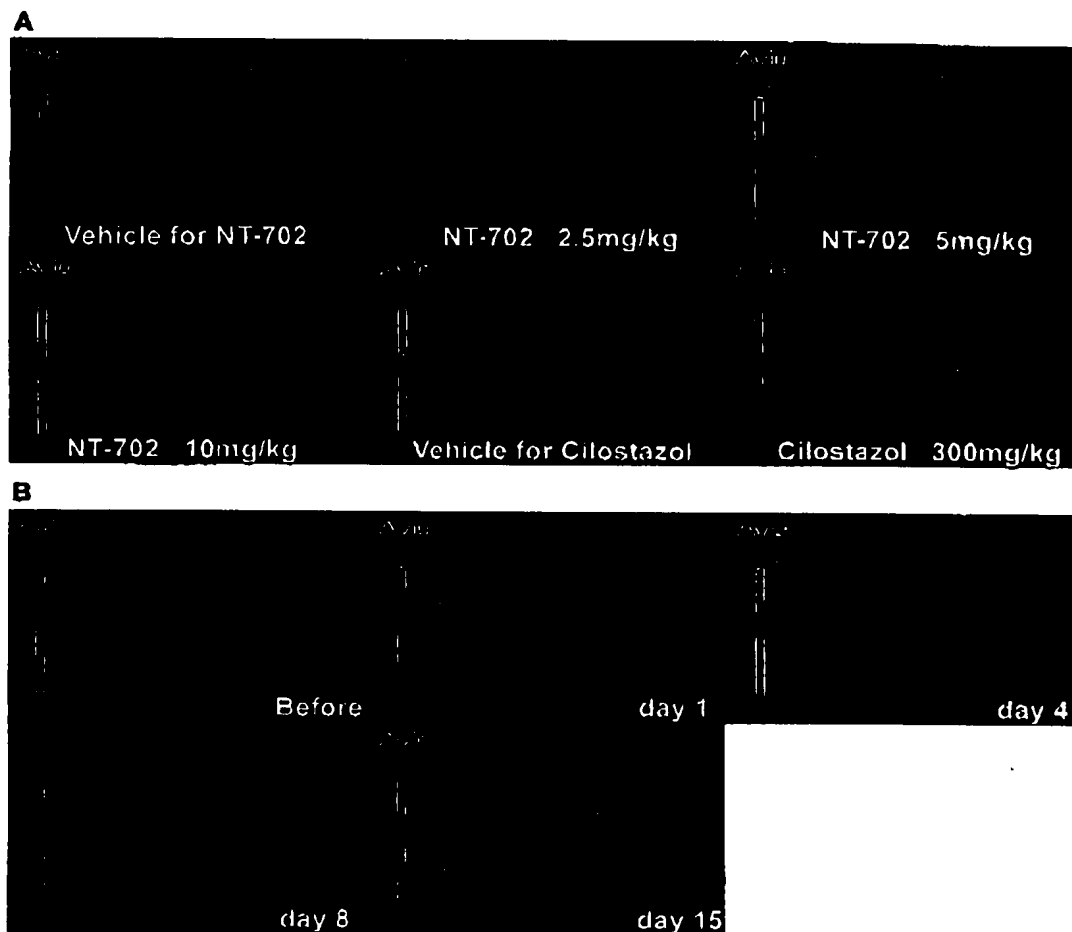 A
Vehicle for NT-702
NT-702 2.5mg/kg
NT-702 5mg/kg
NT-702 10mg/kg
Vehicle for Cilostazol
Cilostazol 300mg/kg
B
Before
day 1
day 4
day 8
day 15